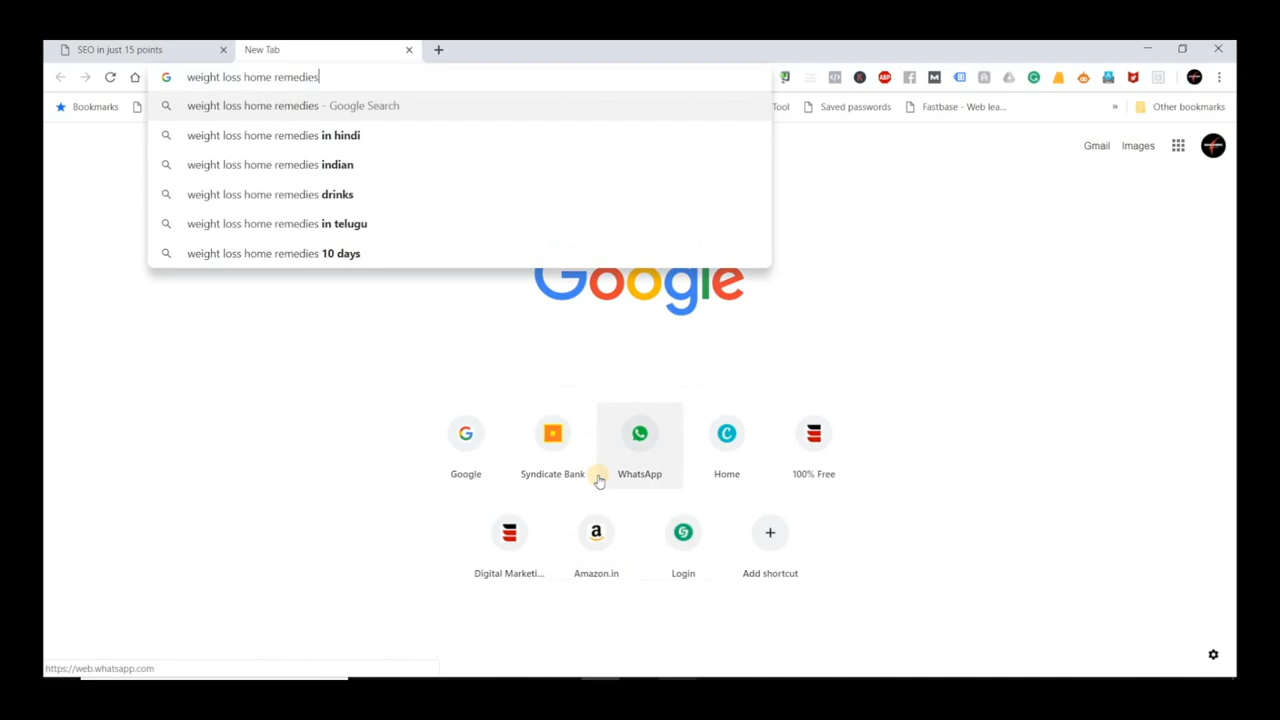 SEO in just 15 points
New Tab
weight loss home remedies
Bookmarks
Tool
Saved passwords
Fastbase - Web lea...
Other bookmarks
weight loss home remedies - Google Search
weight loss home remedies in hindi
weight loss home remedies indian
weight loss home remedies drinks
weight loss home remedies in telugu
weight loss home remedies 10 days
Gmail
Images
Google
Google
Syndicate Bank
WhatsApp
Home
100% Free
Digital Marketi...
Amazon.in
Login
Add shortcut
https://web.whatsapp.com